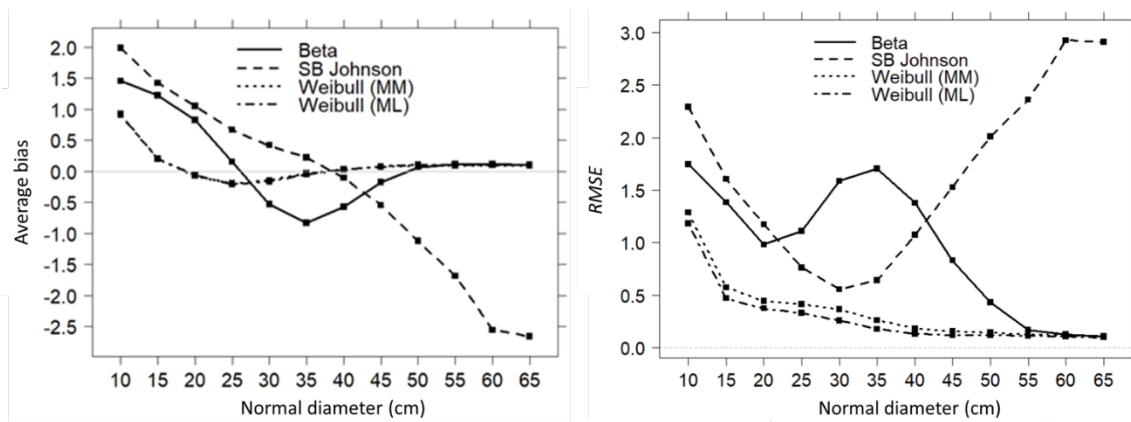 Average bias
2.0
1.5
1.0
0.5
0.0
-0.5
-1.0
-1.5
-2.0
-2.5
Beta
SB Johnson
Weibull (MM)
Weibull (ML)
10 15 20 25 30 35 40 45 50 55 60 65
Normal diameter (cm)
RMSE
3.0
2.5
2.0
1.5
1.0
0.5
0.0
Beta
SB Johnson
Weibull (MM)
Weibull (ML)
10 15 20 25 30 35 40 45 50 55 60 65
Normal diameter (cm)